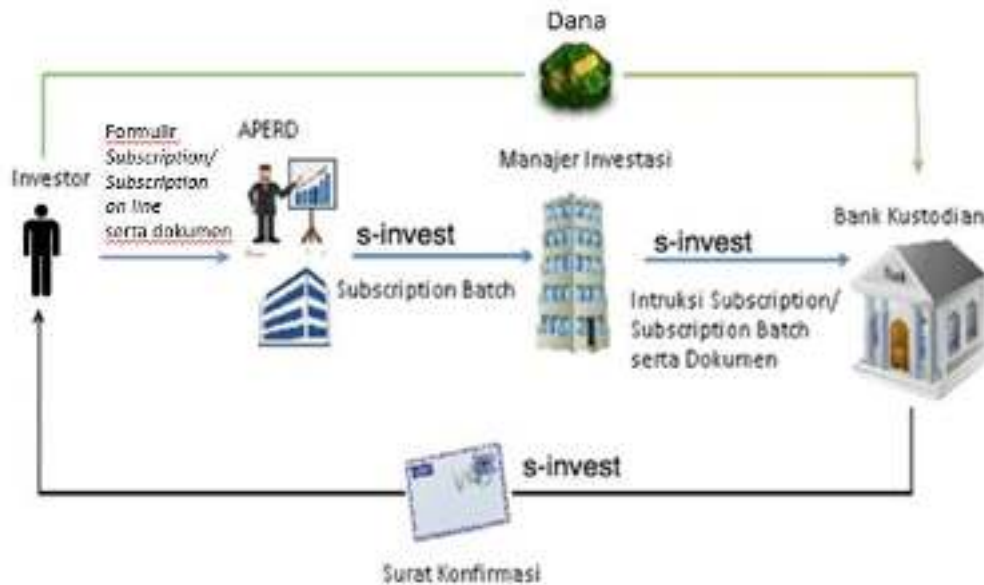 Dana
Formulir
Subscription/
Subscription
on line
serta dokumen
APERD
Investor
Manajer Investasi
Bank Kustodian
s-invest
s-invest
Subscription Batch
Intruksi Subscription/
Subscription Batch
serta Dokumen
Bank
s-invest
Surat Konfirmasi